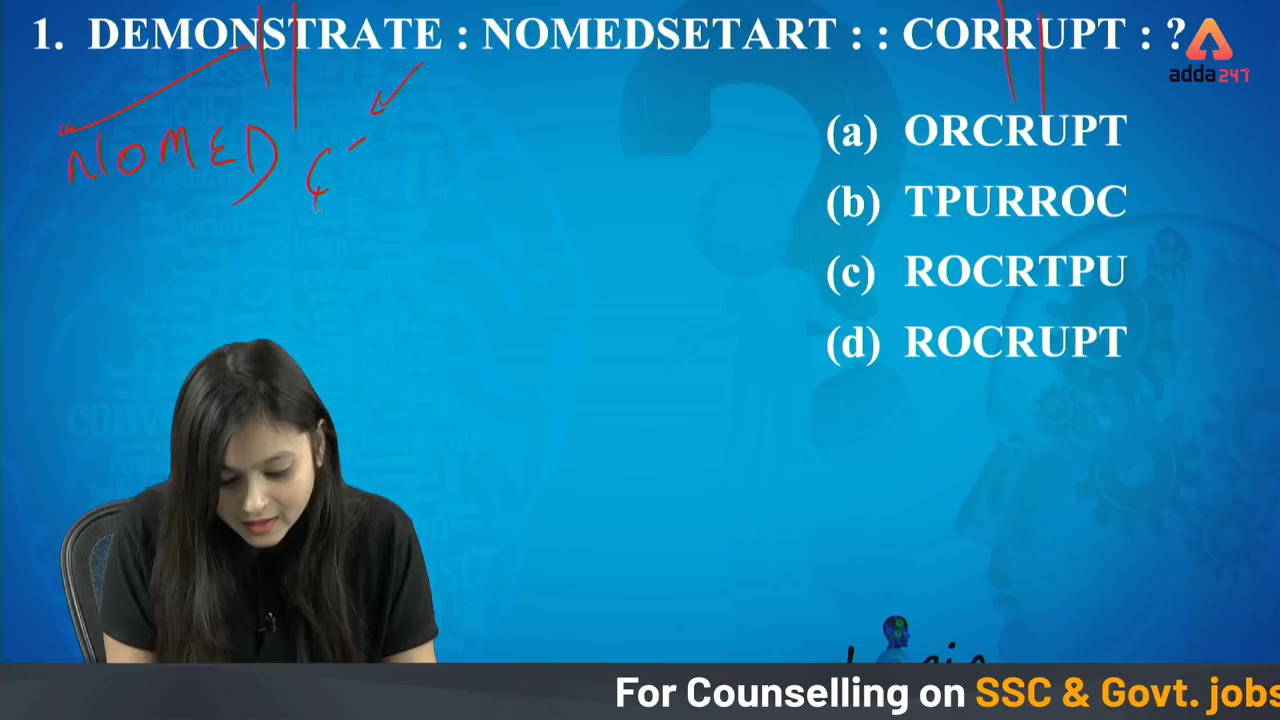 1. DEMONSTRATE : NOMEDSETART : : CORRUPT : ?
adda247
NOMED
(a) ORCRUPT
(b) TPURROC
(c) ROCRTPU
(d) ROCRUPT
For Counselling on SSC & Govt. jobs